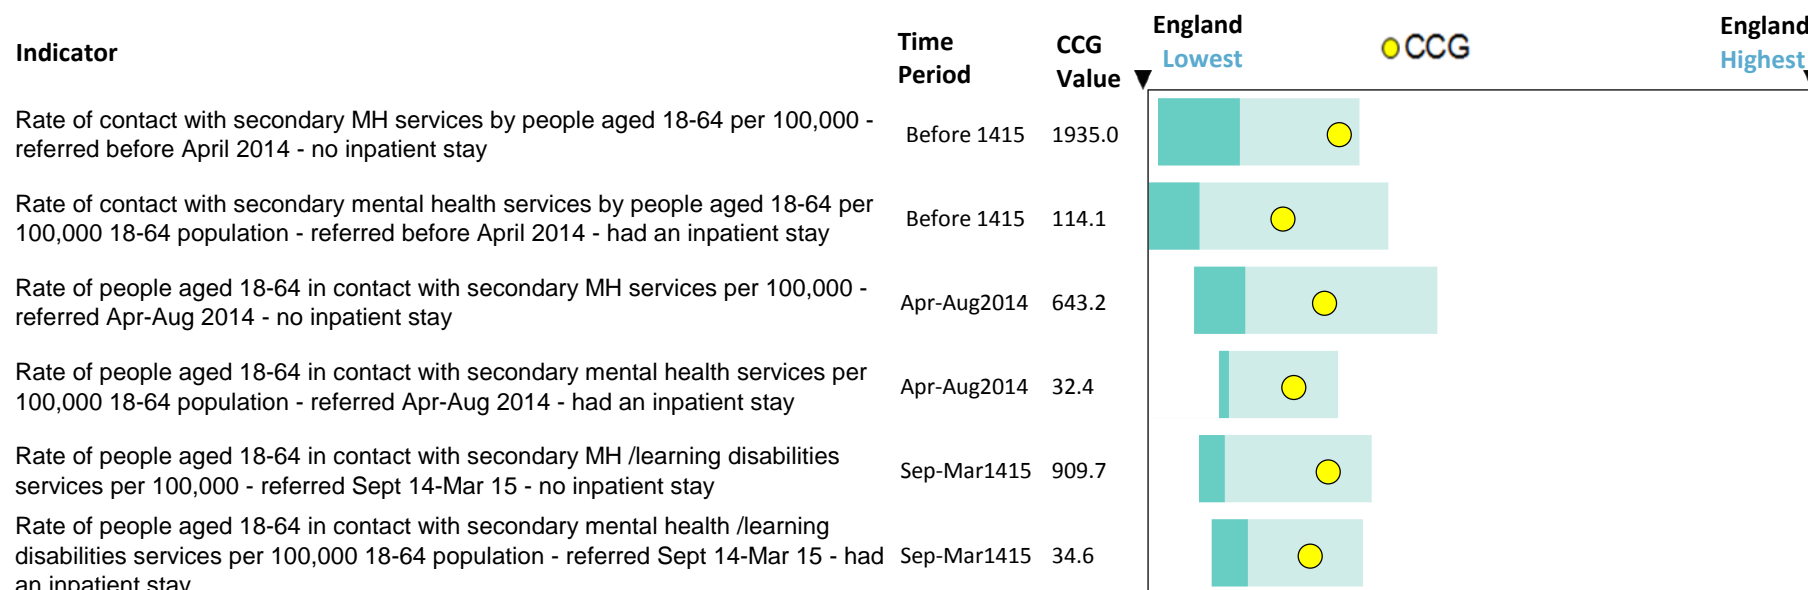 Indicator
Time Period
CCG Value
England Lowest
CCG
England Highest
Rate of contact with secondary MH services by people aged 18-64 per 100,000 -
referred before April 2014 - no inpatient stay
Before 1415 1935.0
Rate of contact with secondary mental health services by people aged 18-64 per
100,000 18-64 population - referred before April 2014 - had an inpatient stay
Before 1415 114.1
Rate of people aged 18-64 in contact with secondary MH services per 100,000 -
referred Apr-Aug 2014 - no inpatient stay
Apr-Aug2014 643.2
Rate of people aged 18-64 in contact with secondary mental health services per
100,000 18-64 population - referred Apr-Aug 2014 - had an inpatient stay
Apr-Aug2014 32.4
Rate of people aged 18-64 in contact with secondary MH /learning disabilities
services per 100,000 - referred Sept 14-Mar 15 - no inpatient stay
Sep-Mar1415 909.7
Rate of people aged 18-64 in contact with secondary mental health /learning
disabilities services per 100,000 18-64 population - referred Sept 14-Mar 15 - had
an inpatient stay
Sep-Mar1415 34.6